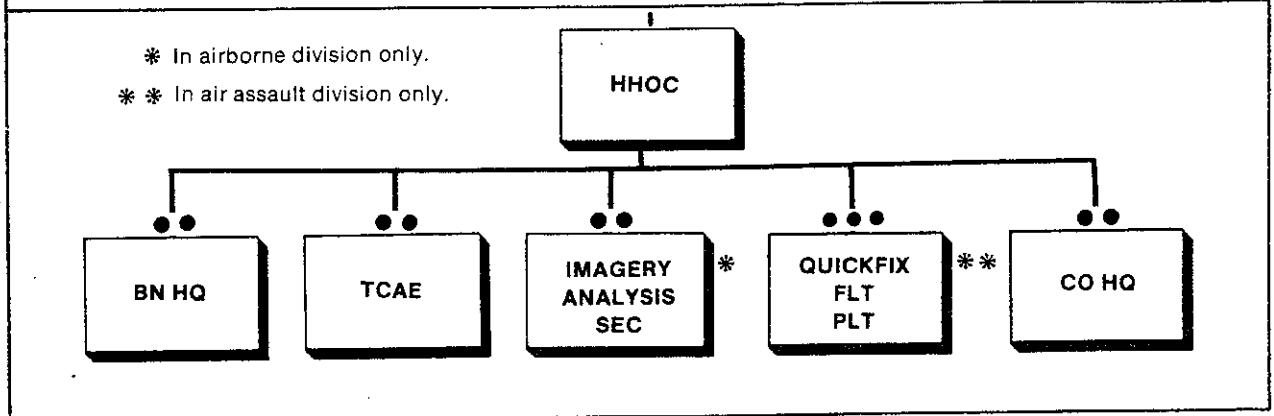 * In airborne division only.
** In air assault division only.
HHOC
BN HQ
TCAE
IMAGERY
ANALYSIS
SEC
*
QUICKFIX
FLT
PLT
**
CO HQ